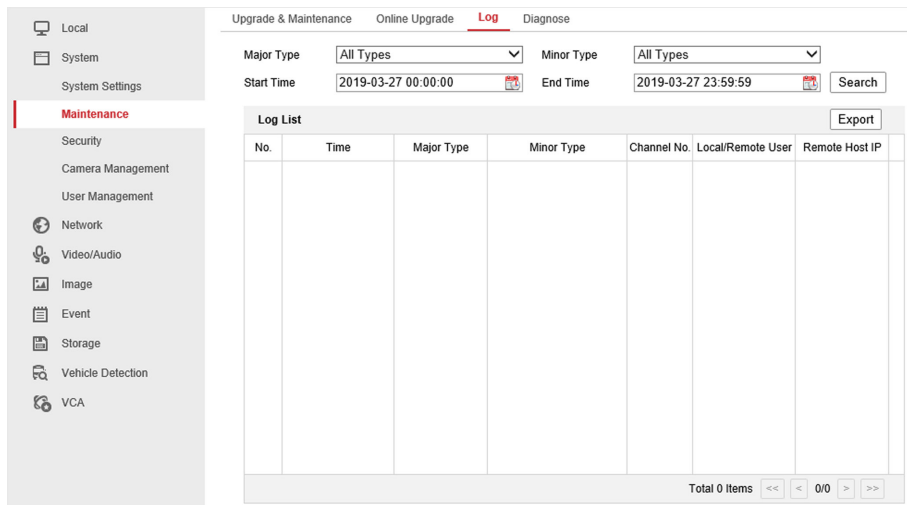 Local
System
System Settings
Maintenance
Security
Camera Management
User Management
Network
Video/Audio
Image
Event
Storage
Vehicle Detection
VCA
Upgrade & Maintenance Online Upgrade Log Diagnose
Major Type All Types Minor Type All Types
Start Time 2019-03-27 00:00:00 End Time 2019-03-27 23:59:59 Search
Log List Export
No. Time Major Type Minor Type Channel No. Local/Remote User Remote Host IP
Total 0 Items << < 0/0 > >>